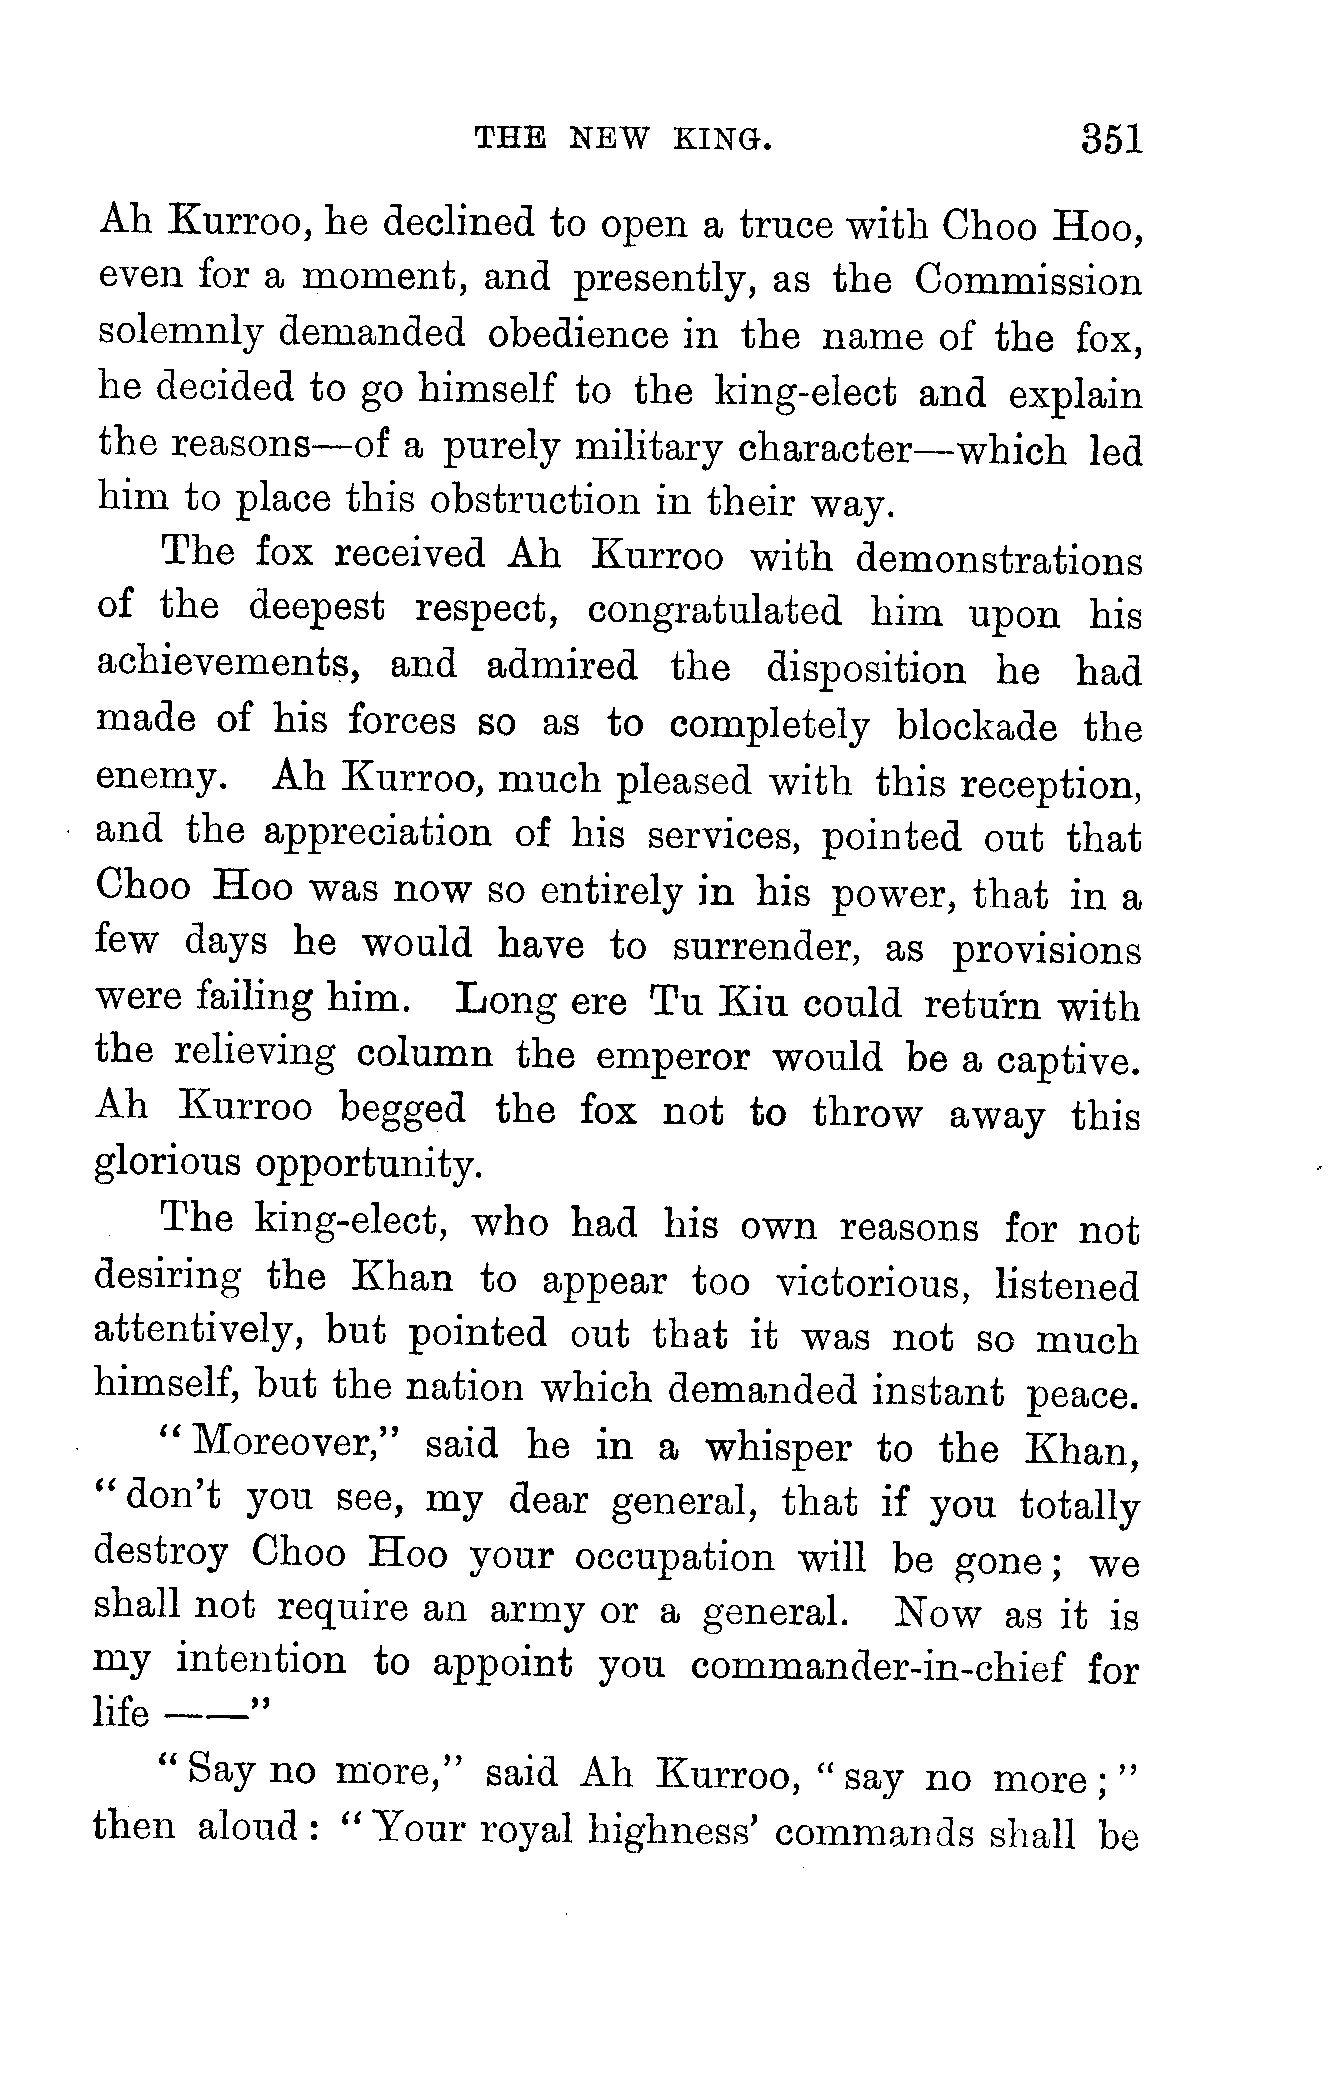 THE NEW KING. 351
Ah Kurroo, he declined to open a truce with Choo Hoo,
even for a moment, and presently, as the Commission
solemnly demanded obedience in the name of the fox,
he decided to go himself to the king-elect and explain
the reasons—of a purely military character—which led
him to place this obstruction in their way.
The fox received Ah Kurroo with demonstrations
of the deepest respect, congratulated him upon his
achievements, and admired the disposition he had
made of his forces so as to completely blockade the
enemy. Ah Kurroo, much pleased with this reception,
and the appreciation of his services, pointed out that
Choo Hoo was now so entirely in his power, that in a
few days he would have to surrender, as provisions
were failing him. Long ere Tu Kiu could return with
the relieving column the emperor would be a captive.
Ah Kurroo begged the fox not to throw away this
glorious opportunity.
The king-elect, who had his own reasons for not
desiring the Khan to appear too victorious, listened
attentively, but pointed out that it was not so much
himself, but the nation which demanded instant peace.
“Moreover,” said he in a whisper to the Khan,
“don't you see, my dear general, that if you totally
destroy Choo Hoo your occupation will be gone; we
shall not require an army or a general. Now as it is
my intention to appoint you commander-in-chief for
life ——”
“Say no more,” said Ah Kurroo, “say no more;”
then aloud: “Your royal highness' commands shall be